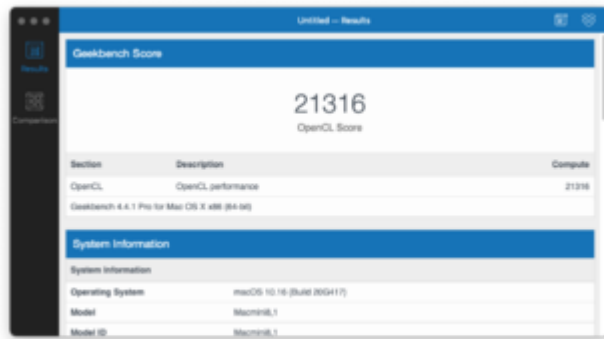 Untitled — Results
Results
Comparison
Geekbench Score
21316
OpenCL Score
Section Description Compute
OpenCL OpenCL performance 21316
Geekbench 4.4.1 Pro for Mac OS X x86 (64-bit)
System Information
System Information
Operating System macOS 10.16 (Build 20G417)
Model Macmini8,1
Model ID Macmini8,1